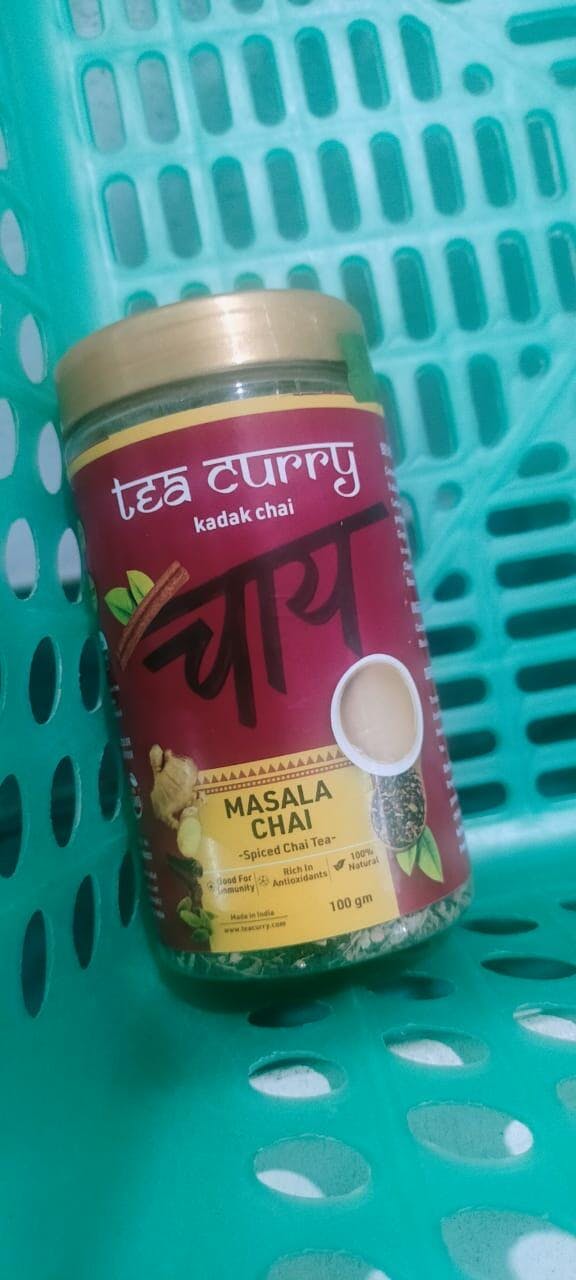 tea curry
kadak chai
चाय
MASALA
CHAI
-Spiced Chai Tea-
Good For
Immunity
Rich In
Antioxidants
100%
Natural
Made in India
www.teacurry.com
100 gm